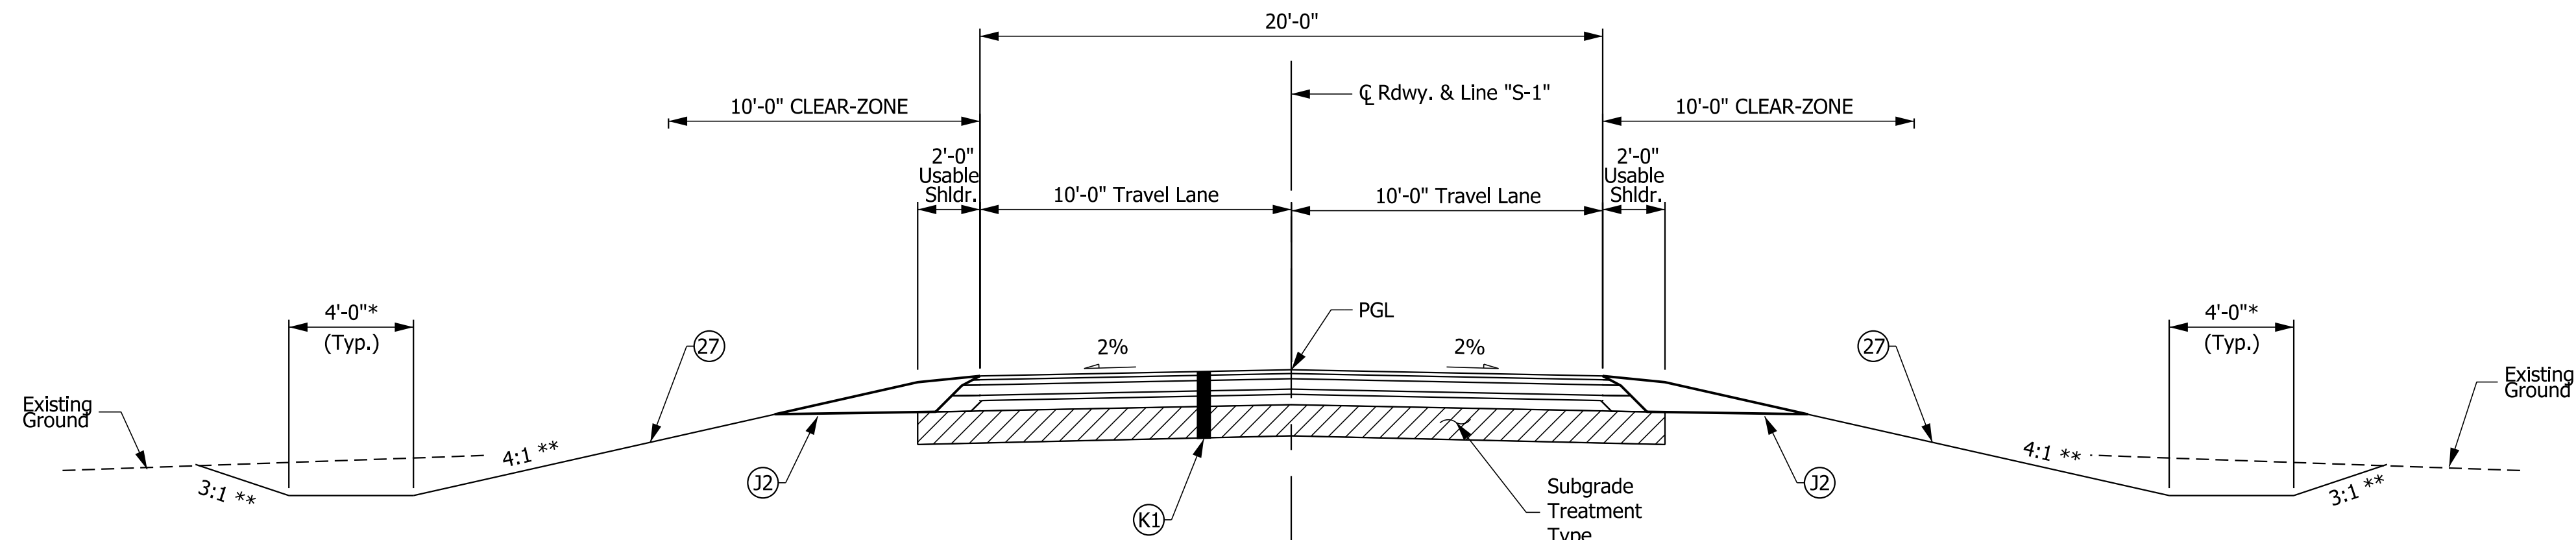 20'-0"
℄ Rdwy. & Line "S-1"
10'-0" CLEAR-ZONE
10'-0" CLEAR-ZONE
2'-0"
Usable
Shldr.
10'-0" Travel Lane
10'-0" Travel Lane
2'-0"
Usable
Shldr.
4'-0"*
(Typ.)
27
2%
PGL
2%
27
4'-0"*
(Typ.)
Existing
Ground
3:1 **
4:1 **
J2
K1
Subgrade
Treatment
Type
J2
4:1 **
3:1 **
Existing
Ground